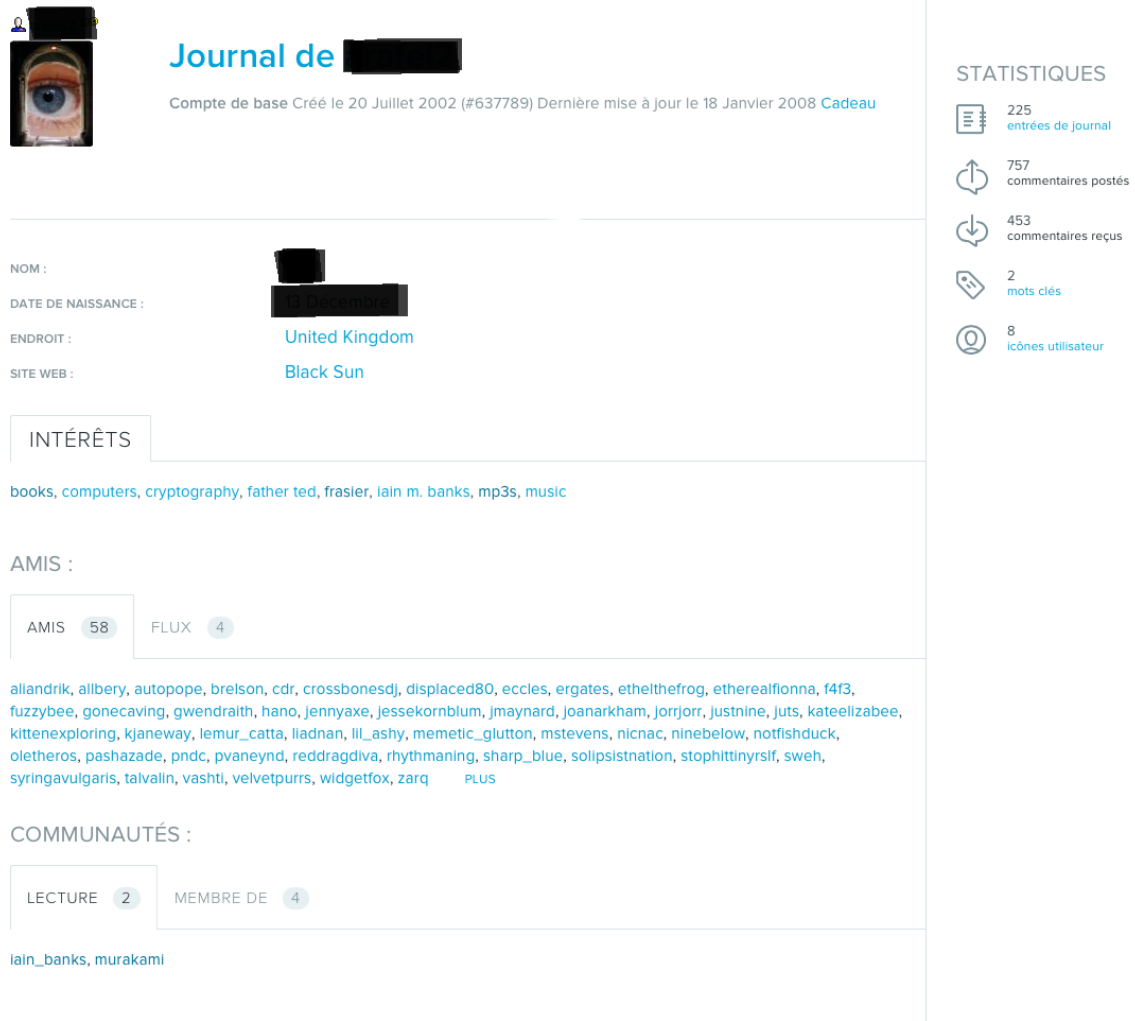 Journal de
Compte de base Créé le 20 Juillet 2002 (#637789) Dernière mise à jour le 18 Janvier 2008 Cadeau
NOM :
DATE DE NAISSANCE :
ENDROIT : United Kingdom
SITE WEB : Black Sun
INTÉRÊTS
books, computers, cryptography, father ted, frasier, iain m. banks, mp3s, music
AMIS :
AMIS 58 FLUX 4
aliandrik, allbery, autopope, brelson, cdr, crossbonesdj, displaced80, eccles, ergates, ethelthefrog, etherealfionna, f4f3,
fuzzybee, gonecaving, gwendraith, hano, jennyaxe, jessekornblum, jmaynard, joanarkham, jorrjorr, justnine, juts, kateelizabee,
kittenexploring, kjaneway, lemur_catta, liadnan, lil_ashy, memetic_glutton, mstevens, nicnac, ninebelow, notfishduck,
oletheros, pashazade, pndc, pvaneynd, reddragdiva, rhythmaning, sharp_blue, solipsistnation, stophittinyrslf, sweh,
syringavulgaris, talvalin, vashti, velvetpurrs, widgetfox, zarq PLUS
COMMUNAUTÉS :
LECTURE 2 MEMBRE DE 4
iain_banks, murakami
STATISTIQUES
225
entrées de journal
757
commentaires postés
453
commentaires reçus
2
mots clés
8
icônes utilisateur